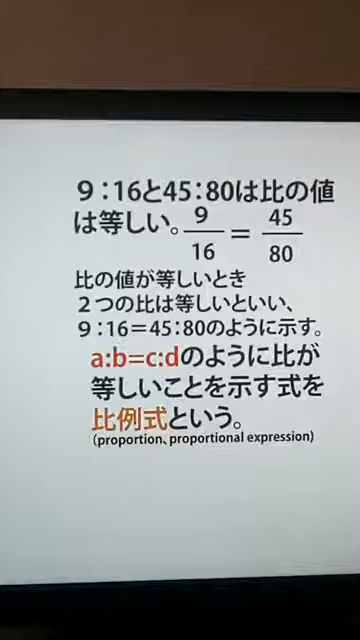 ９：16と45：80は比の値
は等しい。9/16 = 45/80
比の値が等しいとき
２つの比は等しいといい、
９：16＝45：80のように示す。
a:b=c:dのように比が
等しいことを示す式を
比例式という。
(proportion、proportional expression)